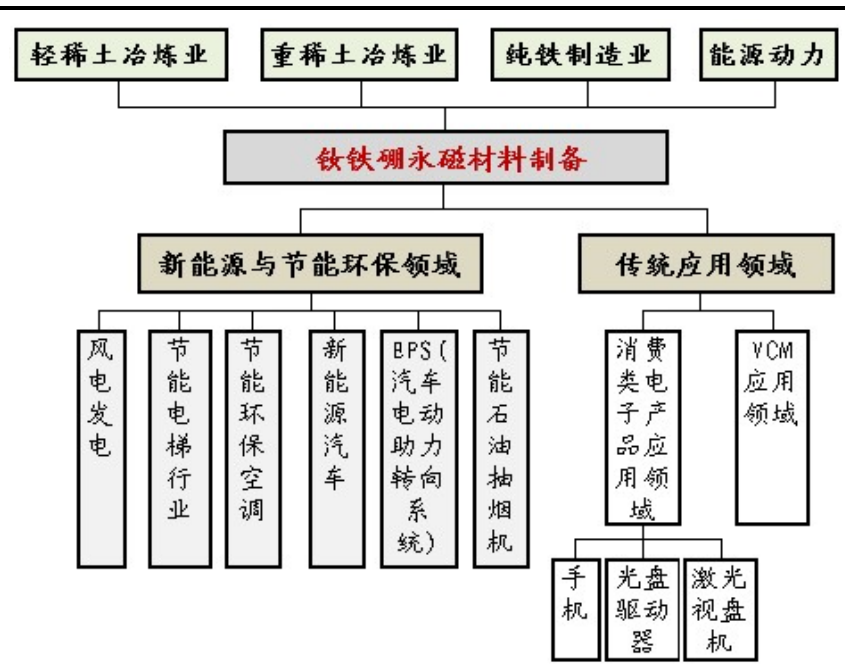 轻稀土冶炼业
重稀土冶炼业
纯铁制造业
能源动力
钕铁硼永磁材料制备
新能源与节能环保领域
传统应用领域
风电发电
节能电梯行业
节能环保空调
新能源汽车
EPS(
汽车
电动
助力
转向
系
统)
节能石油抽烟机
消费
类电
子产
品应
用领
域
VCM
应用
领域
手
机
光盘
驱动
器
激光
视盘
机